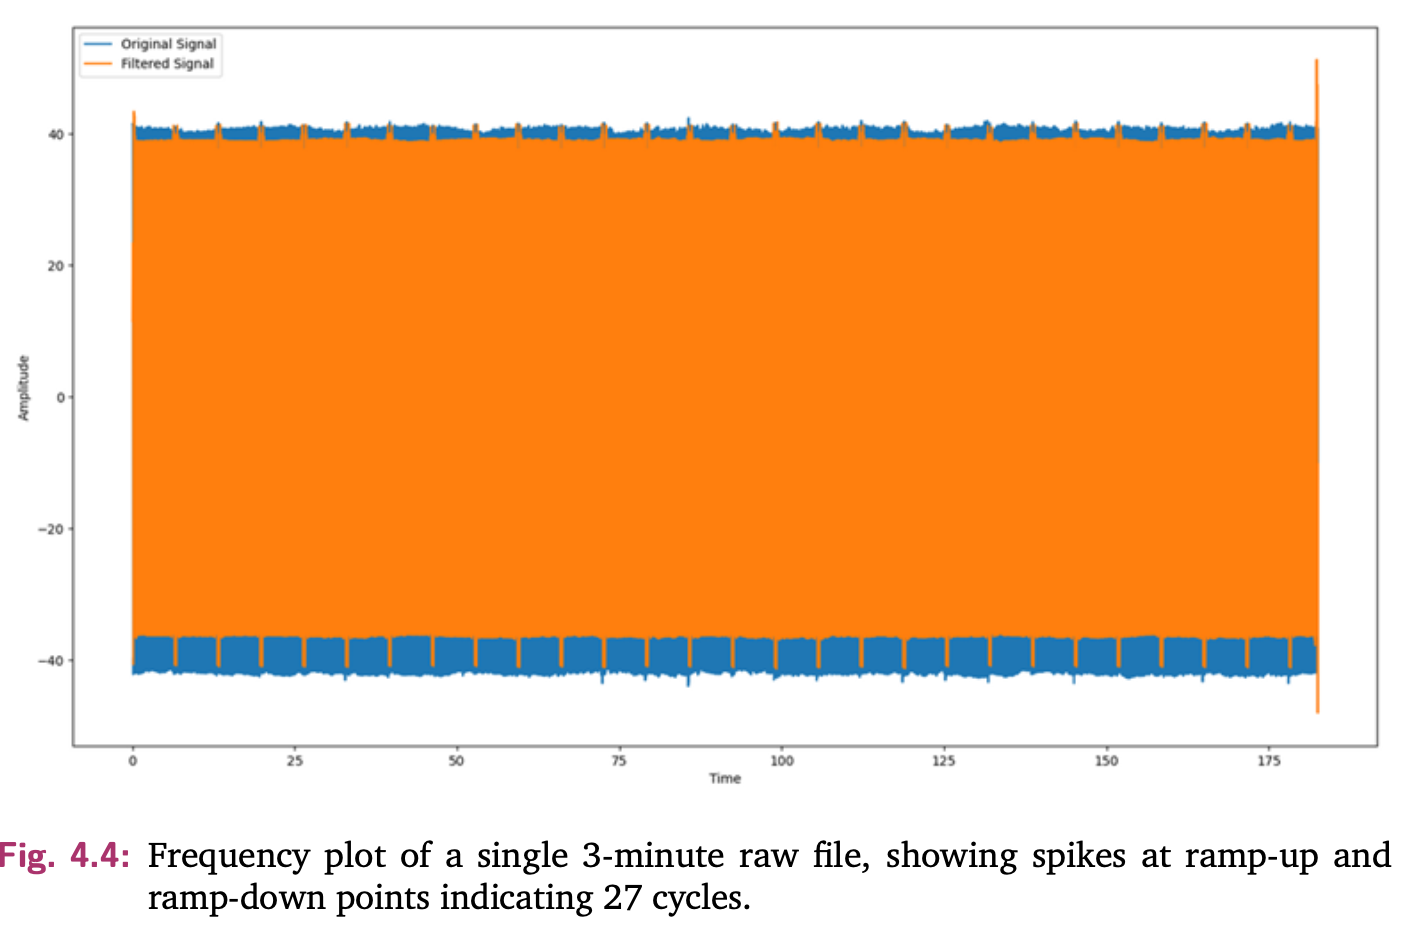 Original Signal
Filtered Signal
40
20
0
−20
−40
Amplitude
0
25
50
75
100
125
150
175
Time
Fig. 4.4: Frequency plot of a single 3-minute raw file, showing spikes at ramp-up and
ramp-down points indicating 27 cycles.